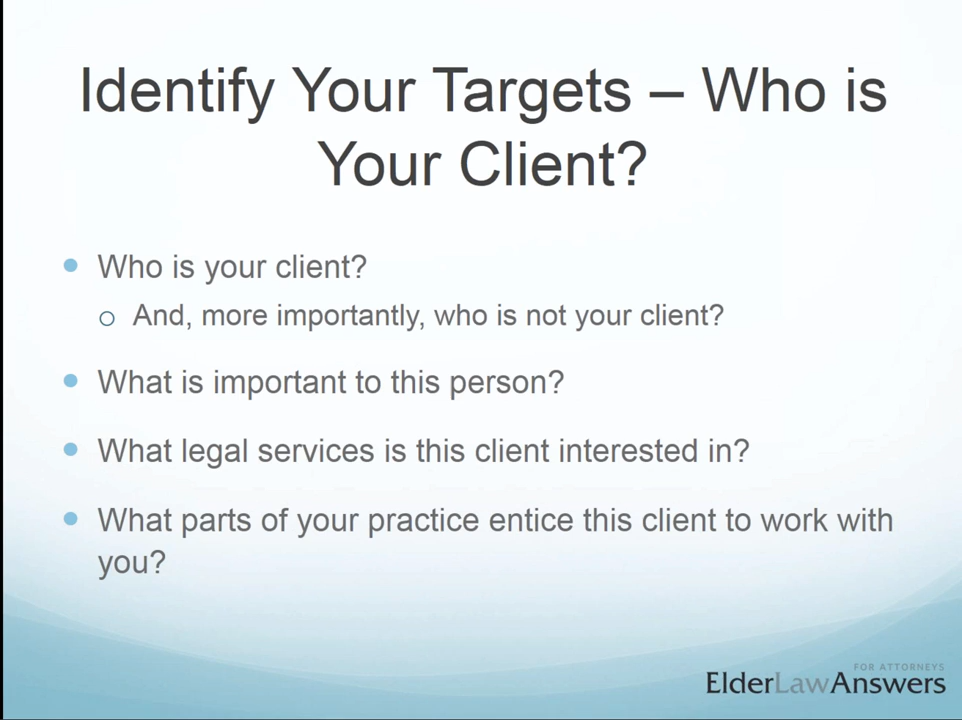 Identify Your Targets – Who is
Your Client?
Who is your client?
And, more importantly, who is not your client?
What is important to this person?
What legal services is this client interested in?
What parts of your practice entice this client to work with
you?
FOR ATTORNEYS
ElderLawAnswers